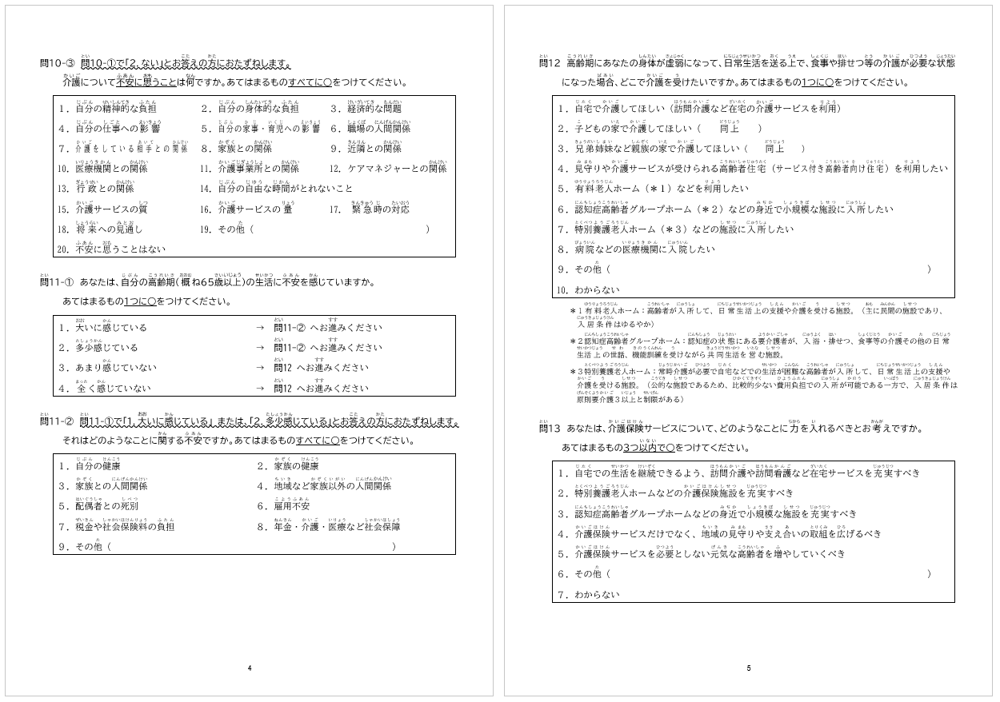 問10-③ 問10-①で「2．ない」とお答えの方におたずねします。
介護について不安に思うことは何ですか。あてはまるものすべてに○をつけてください。
１．自分の精神的な負担 ２．自分の身体的な負担 ３．経済的な問題
４．自分の仕事への影響 ５．自分の家事・育児への影響 ６．職場の人間関係
７．介護をしている相手との関係 ８．家族との関係 ９．近隣との関係
10．医療機関との関係 11．介護事業所との関係 12．ケアマネジャーとの関係
13．行政との関係 14．自分の自由な時間がとれないこと
15．介護サービスの質 16．介護サービスの量 17．緊急時の対応
18．将来への見通し 19．その他（ ）
20．不安に思うことはない
問11-① あなたは、自分の高齢期（概ね65歳以上）の生活に不安を感じていますか。
あてはまるもの1つに○をつけてください。
１．大いに感じている → 問11-② へお進みください
２．多少感じている → 問11-② へお進みください
３．あまり感じていない → 問12 へお進みください
４．全く感じていない → 問12 へお進みください
問11-② 問11-①で「1．大いに感じている」または、「2．多少感じている」とお答えの方におたずねします。
それはどのようなことに関する不安ですか。あてはまるものすべてに○をつけてください。
１．自分の健康 ２．家族の健康
３．家族との人間関係 ４．地域など家族以外の人間関係
５．配偶者との死別 ６．雇用不安
７．税金や社会保険料の負担 ８．年金・介護・医療など社会保障
９．その他（ ）
4
問12 高齢期にあなたの身体が虚弱になって、日常生活を送る上で、食事や排せつ等の介護が必要な状態
になった場合、どこで介護を受けたいですか。あてはまるもの1つに○をつけてください。
１．自宅で介護してほしい（訪問介護など在宅の介護サービスを利用）
２．子どもの家で介護してほしい（ 同上 ）
３．兄弟姉妹など親族の家で介護してほしい（ 同上 ）
４．見守りや介護サービスが受けられる高齢者住宅（サービス付き高齢者向け住宅）を利用したい
５．有料老人ホーム（＊１）などを利用したい
６．認知症高齢者グループホーム（＊２）などの身近で小規模な施設に入所したい
７．特別養護老人ホーム（＊３）などの施設に入所したい
８．病院などの医療機関に入院したい
９．その他（ ）
10．わからない
＊１有料老人ホーム：高齢者が入所して、日常生活上の支援や介護を受ける施設。（主に民間の施設であり、
入居条件はゆるやか）
＊２認知症高齢者グループホーム：認知症の状態にある要介護者が、入浴・排せつ、食事等の介護その他の日常
生活上の世話、機能訓練を受けながら共同生活を営む施設。
＊３特別養護老人ホーム：常時介護が必要で自宅などでの生活が困難な高齢者が入所して、日常生活上の支援や
介護を受ける施設。（公的な施設であるため、比較的少ない費用負担での入所が可能である一方で、入居条件は
原則要介護３以上と制限がある）
問13 あなたは、介護保険サービスについて、どのようなことに力を入れるべきとお考えですか。
あてはまるもの3つ以内で○をつけてください。
１．自宅での生活を継続できるよう、訪問介護や訪問看護など在宅サービスを充実すべき
２．特別養護老人ホームなどの介護保険施設を充実すべき
３．認知症高齢者グループホームなどの身近で小規模な施設を充実すべき
４．介護保険サービスだけでなく、地域の見守りや支え合いの取組を広げるべき
５．介護保険サービスを必要としない元気な高齢者を増やしていくべき
６．その他（ ）
７．わからない
5